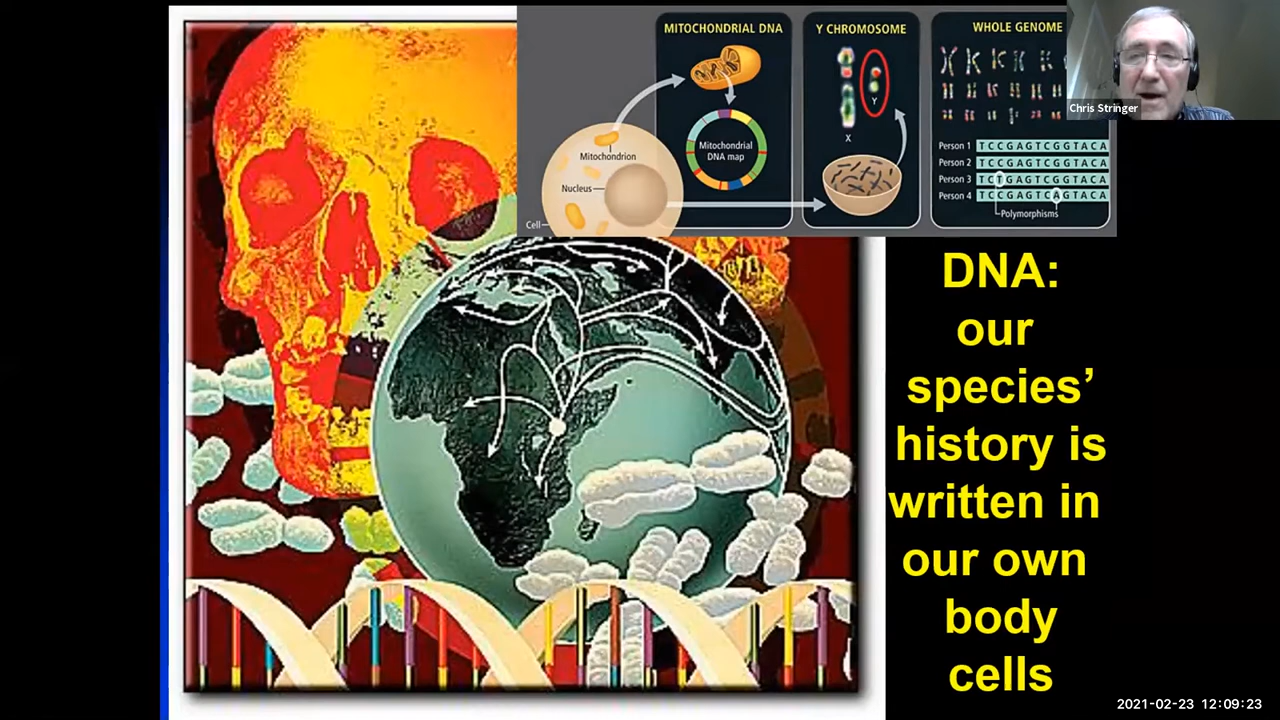 MITOCHONDRIAL DNA
Mitochondrion
Nucleus
Cell
Mitochondrial
DNA map
Y CHROMOSOME
X
Y
WHOLE GENOME
Person 1 TCCGAGTCGGTACA
Person 2 TCCGAGTCGGTACA
Person 3 TCTGAGTCGGTACA
Person 4 TCCGAGTCAGTACA
Polymorphisms
Chris Stringer
DNA:
our
species’
history is
written in
our own
body
cells
2021-02-23 12:09:23